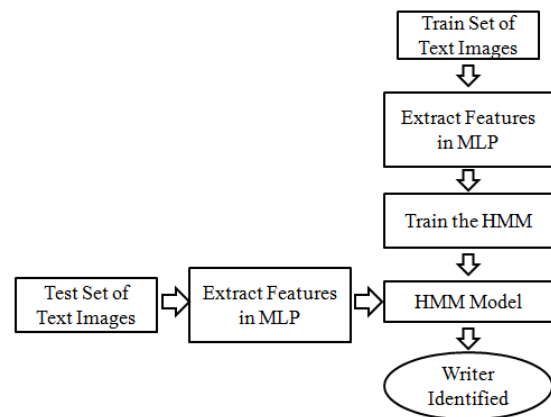 Train Set of
Text Images
Extract Features
in MLP
Train the HMM
Test Set of
Text Images
Extract Features
in MLP
HMM Model
Writer
Identified